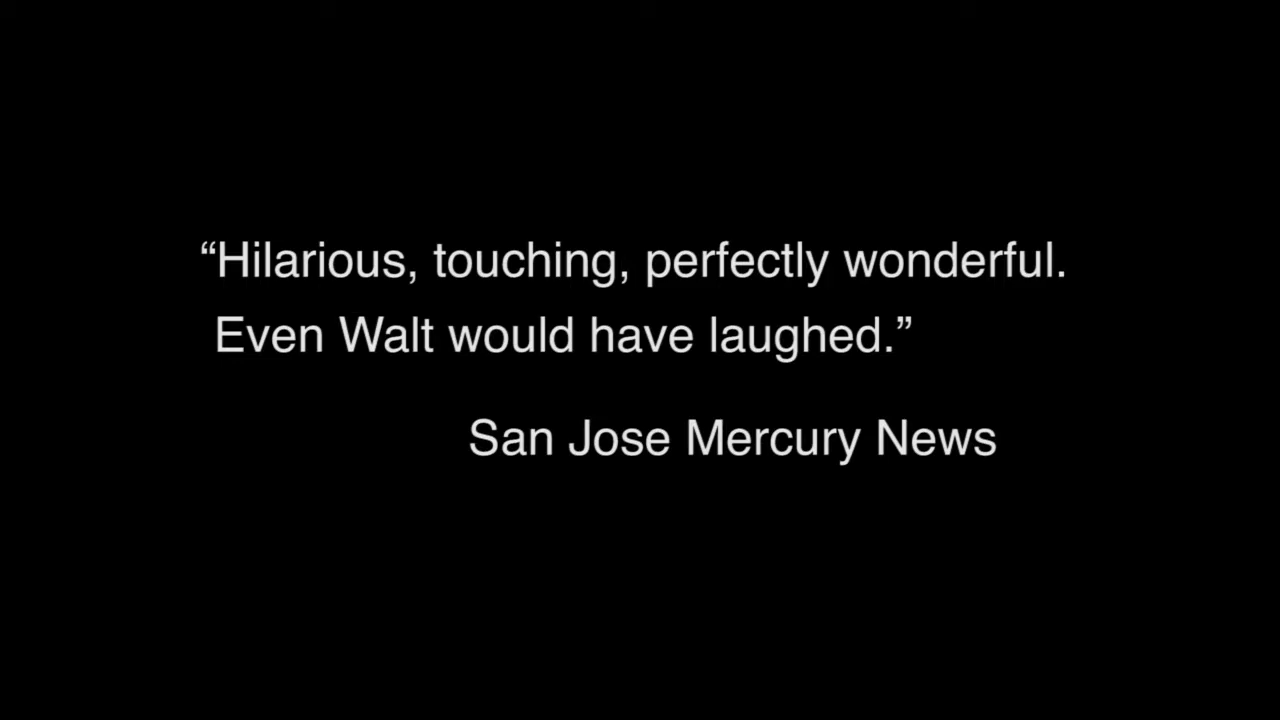 “Hilarious, touching, perfectly wonderful.
Even Walt would have laughed.”
San Jose Mercury News